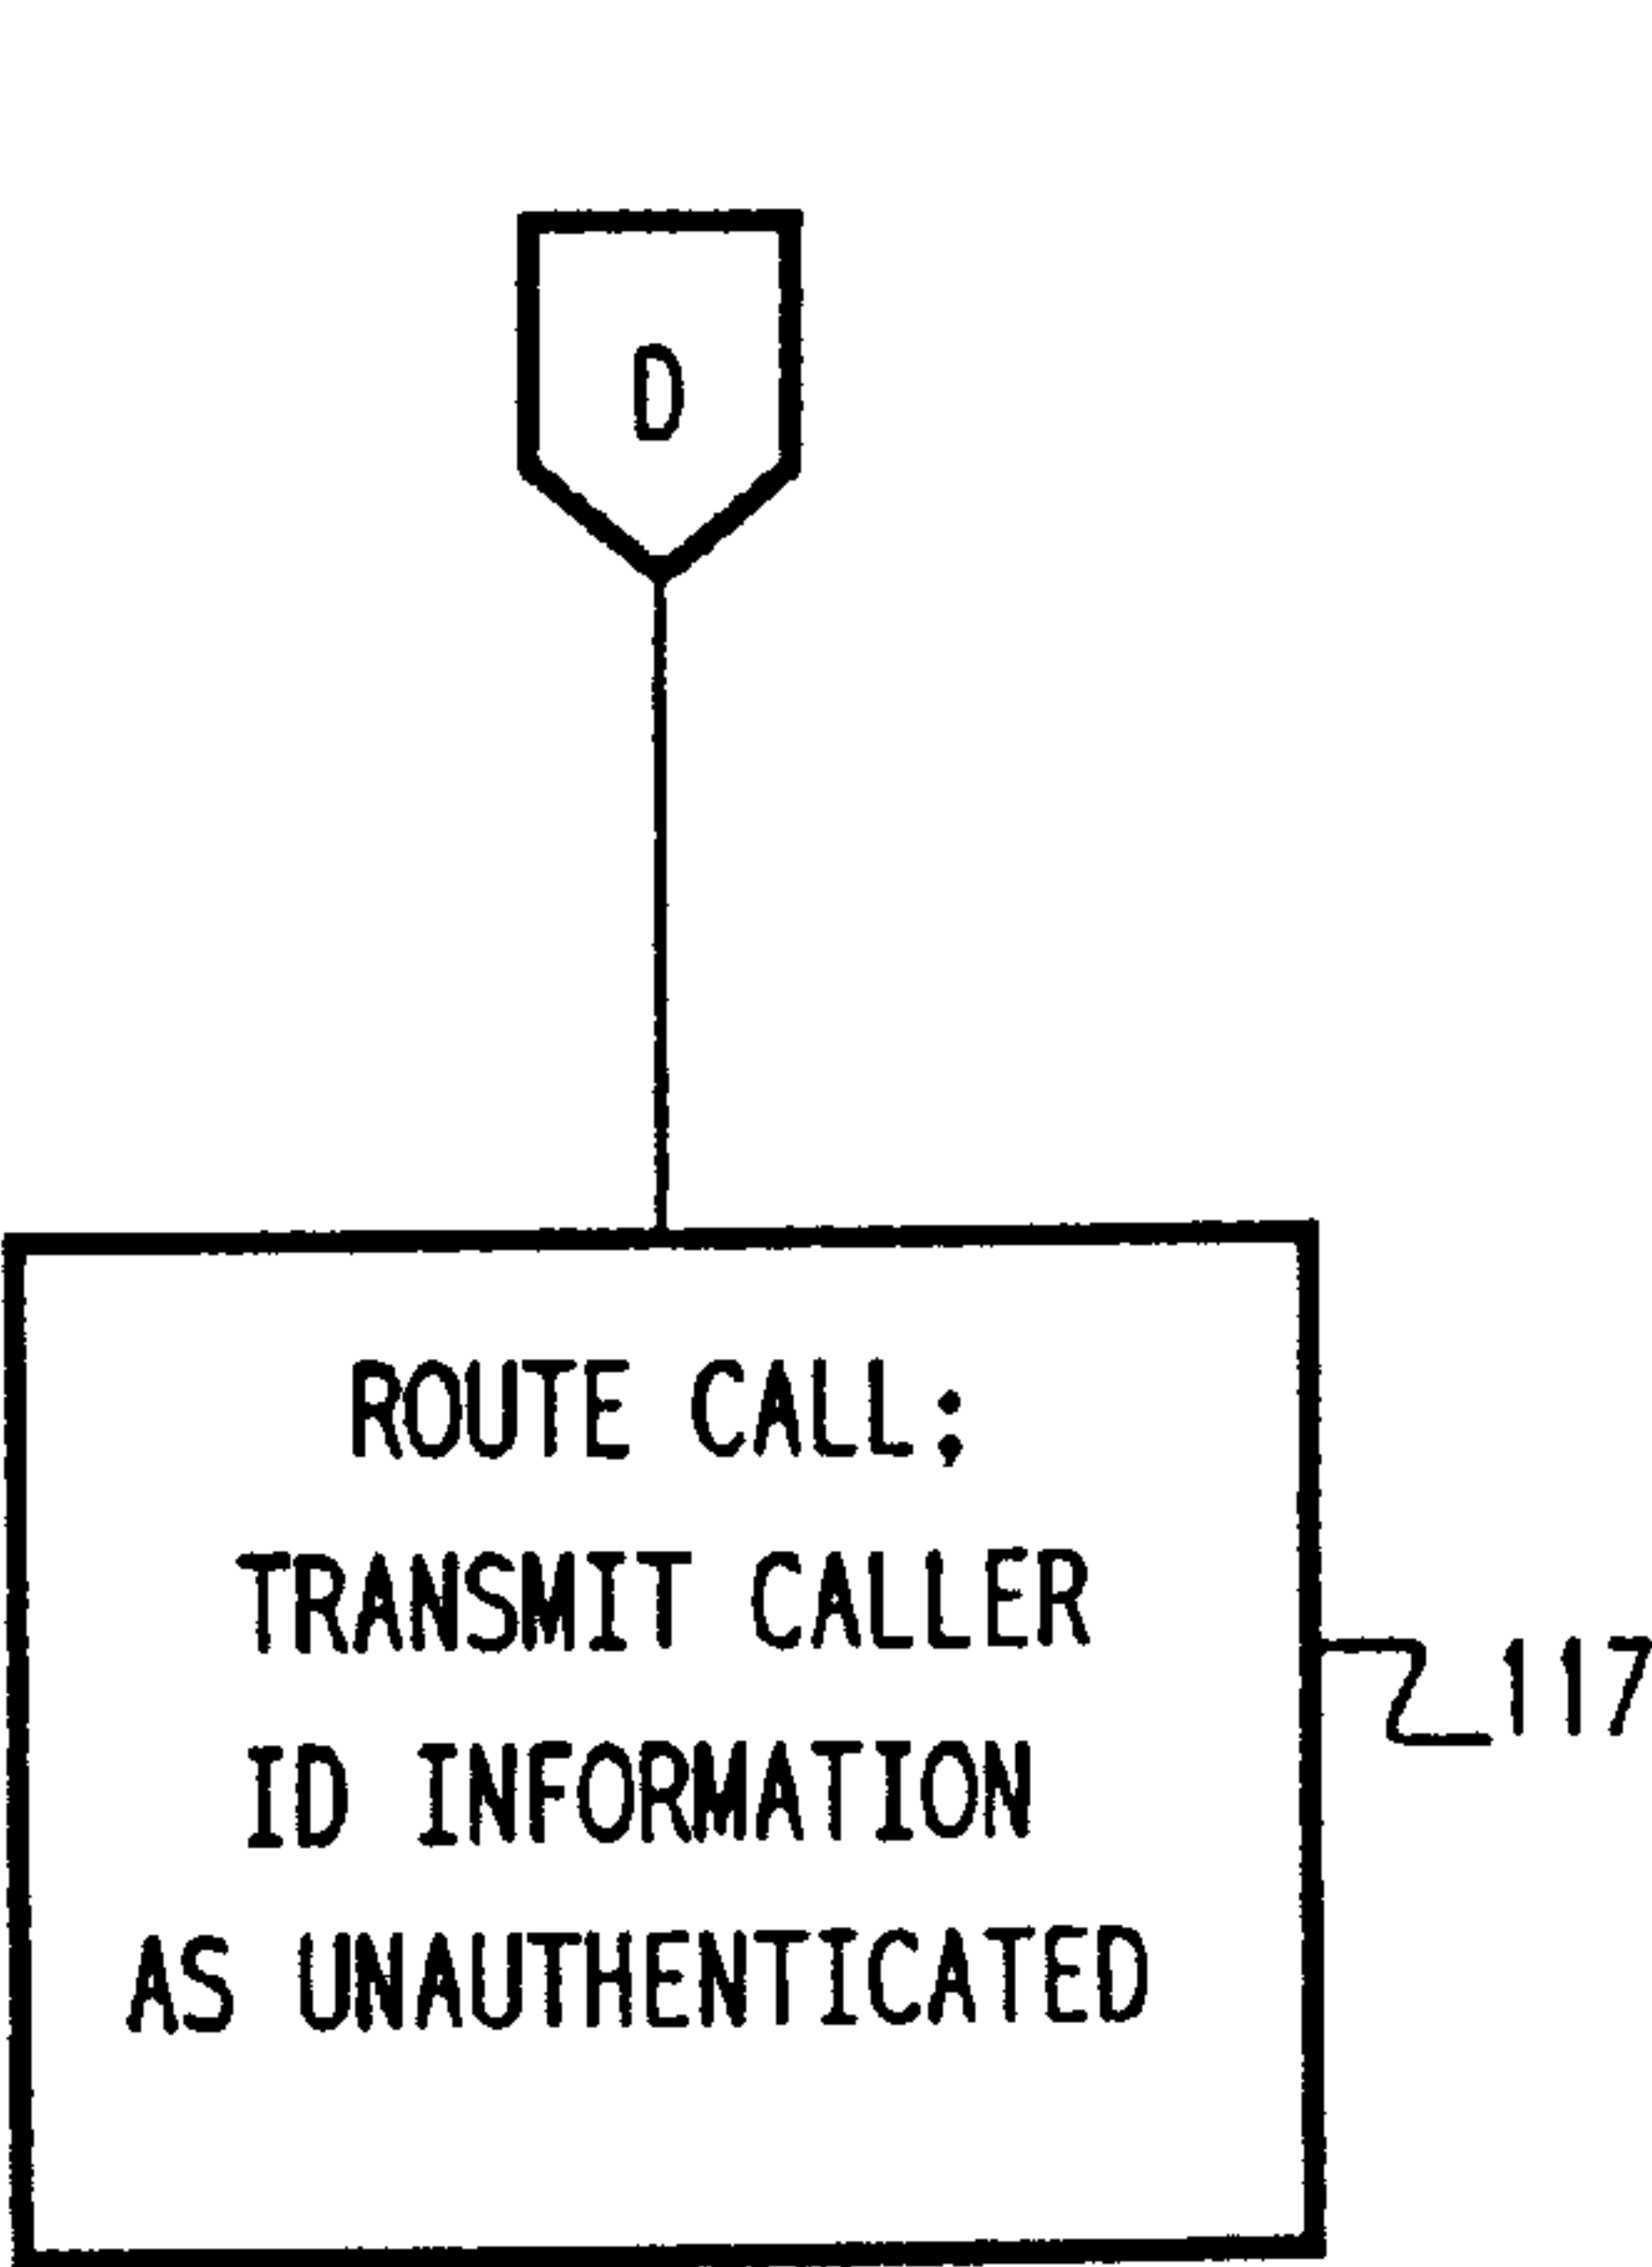 D
ROUTE CALL;
TRANSMIT CALLER
ID INFORMATION
AS UNAUTHENTICATED
117